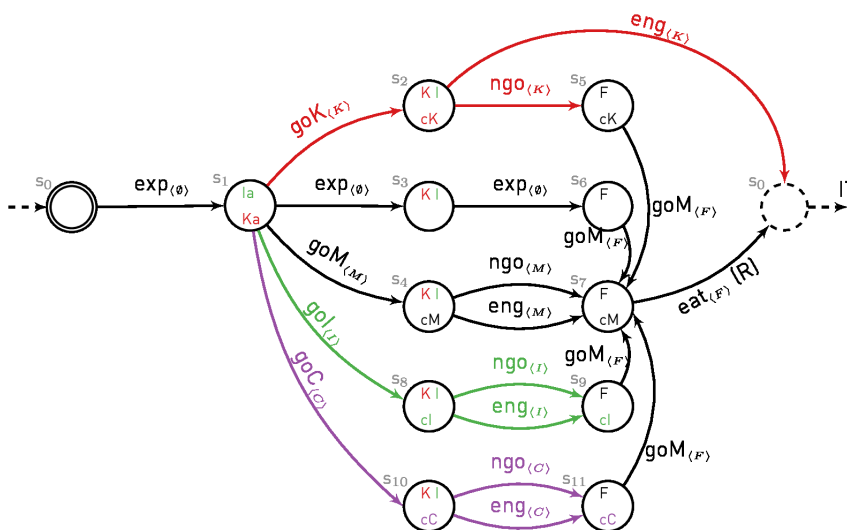 eng⟨K⟩
s₂
K I
cK
ngo⟨K⟩
s₅
F
cK
goK⟨K⟩
s₀
exp⟨∅⟩
s₁
Ia
Ka
exp⟨∅⟩
s₃
K I
exp⟨∅⟩
s₆
F
goM⟨F⟩
goM⟨F⟩
s₀
goM⟨M⟩
s₄
K I
cM
ngo⟨M⟩
eng⟨M⟩
s₇
F
cM
eat⟨F⟩ [R]
goI⟨I⟩
s₈
K I
cI
ngo⟨I⟩
eng⟨I⟩
goM⟨F⟩
s₉
F
cI
goC⟨C⟩
s₁₀
K I
cC
ngo⟨C⟩
eng⟨C⟩
s₁₁
F
cC
goM⟨F⟩